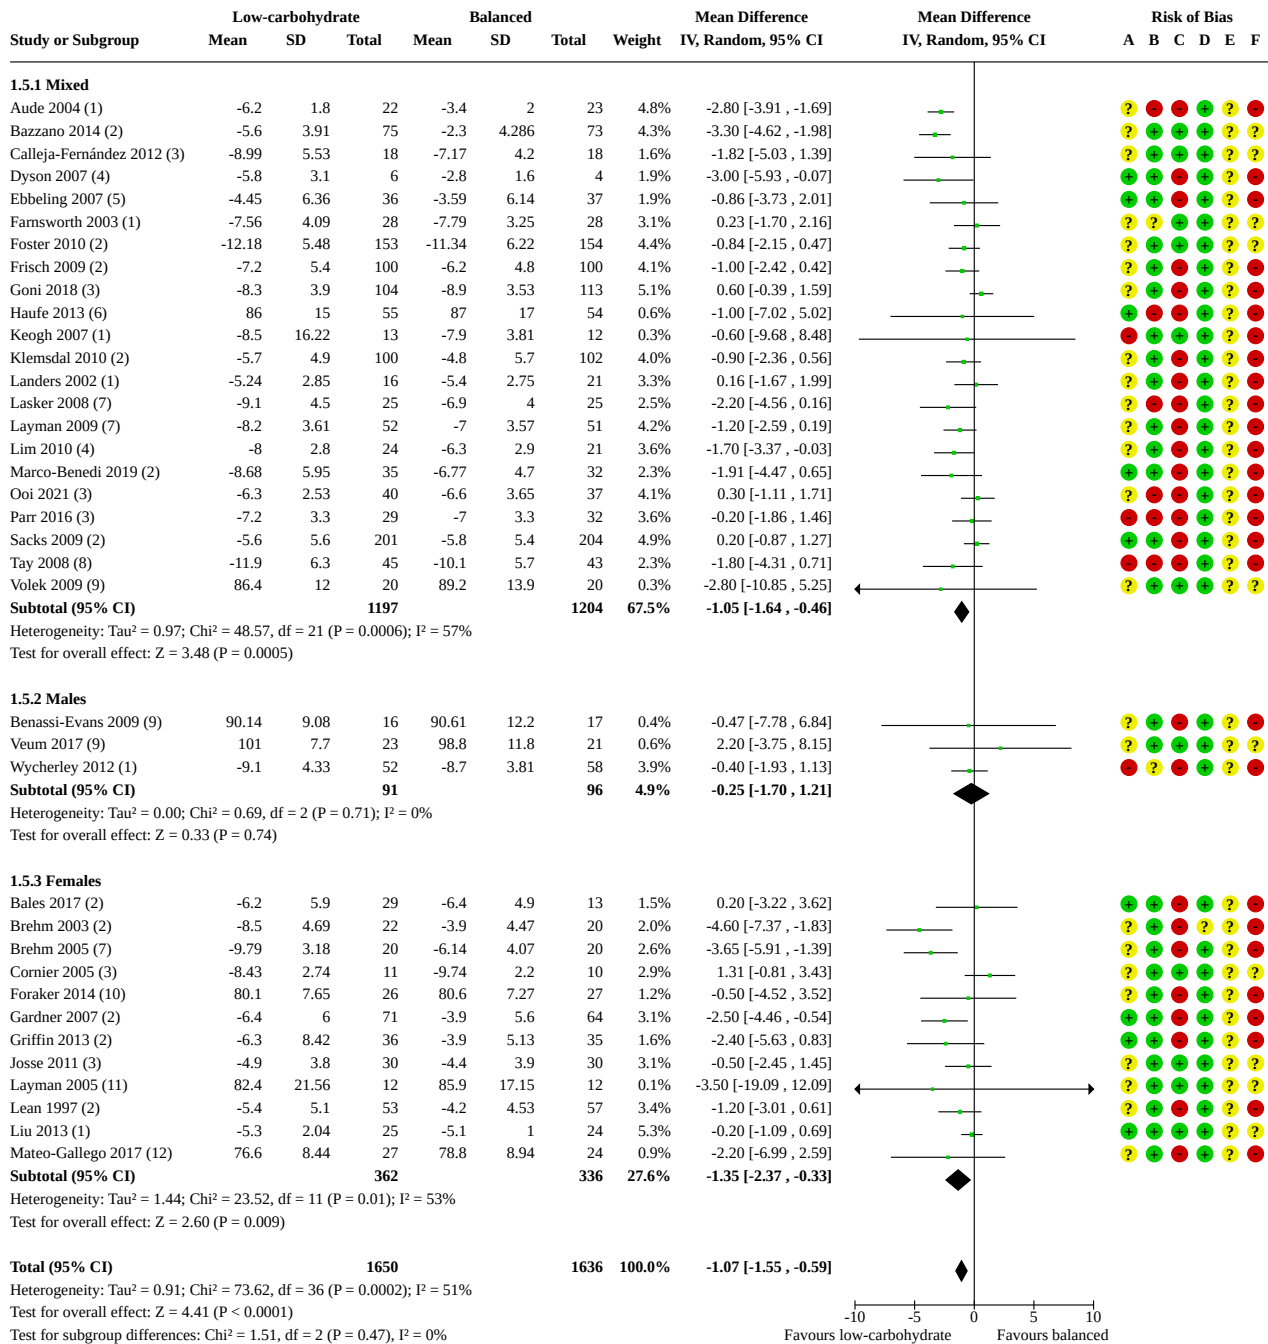 Low-carbohydrate Balanced Mean Difference Mean Difference Risk of Bias
Study or Subgroup Mean SD Total Mean SD Total Weight IV, Random, 95% CI IV, Random, 95% CI A B C D E F
1.5.1 Mixed
Aude 2004 (1) -6.2 1.8 22 -3.4 2 23 4.8% -2.80 [-3.91 , -1.69] ? - - + ? -
Bazzano 2014 (2) -5.6 3.91 75 -2.3 4.286 73 4.3% -3.30 [-4.62 , -1.98] ? + + + ? ?
Calleja-Fernández 2012 (3) -8.99 5.53 18 -7.17 4.2 18 1.6% -1.82 [-5.03 , 1.39] ? + + + ? ?
Dyson 2007 (4) -5.8 3.1 6 -2.8 1.6 4 1.9% -3.00 [-5.93 , -0.07] + + - + ? -
Ebbeling 2007 (5) -4.45 6.36 36 -3.59 6.14 37 1.9% -0.86 [-3.73 , 2.01] + + - + ? -
Farnsworth 2003 (1) -7.56 4.09 28 -7.79 3.25 28 3.1% 0.23 [-1.70 , 2.16] ? ? + + ? ?
Foster 2010 (2) -12.18 5.48 153 -11.34 6.22 154 4.4% -0.84 [-2.15 , 0.47] ? + + + ? ?
Frisch 2009 (2) -7.2 5.4 100 -6.2 4.8 100 4.1% -1.00 [-2.42 , 0.42] ? + - + ? -
Goni 2018 (3) -8.3 3.9 104 -8.9 3.53 113 5.1% 0.60 [-0.39 , 1.59] ? + - + ? -
Haufe 2013 (6) 86 15 55 87 17 54 0.6% -1.00 [-7.02 , 5.02] + - - + ? -
Keogh 2007 (1) -8.5 16.22 13 -7.9 3.81 12 0.3% -0.60 [-9.68 , 8.48] - + + + ? -
Klemsdal 2010 (2) -5.7 4.9 100 -4.8 5.7 102 4.0% -0.90 [-2.36 , 0.56] ? + - + ? -
Landers 2002 (1) -5.24 2.85 16 -5.4 2.75 21 3.3% 0.16 [-1.67 , 1.99] ? + - + ? -
Lasker 2008 (7) -9.1 4.5 25 -6.9 4 25 2.5% -2.20 [-4.56 , 0.16] ? - - + ? -
Layman 2009 (7) -8.2 3.61 52 -7 3.57 51 4.2% -1.20 [-2.59 , 0.19] ? + - + ? -
Lim 2010 (4) -8 2.8 24 -6.3 2.9 21 3.6% -1.70 [-3.37 , -0.03] ? + - + ? -
Marco-Benedi 2019 (2) -8.68 5.95 35 -6.77 4.7 32 2.3% -1.91 [-4.47 , 0.65] + + - + ? -
Ooi 2021 (3) -6.3 2.53 40 -6.6 3.65 37 4.1% 0.30 [-1.11 , 1.71] ? - - + ? -
Parr 2016 (3) -7.2 3.3 29 -7 3.3 32 3.6% -0.20 [-1.86 , 1.46] - - - + ? -
Sacks 2009 (2) -5.6 5.6 201 -5.8 5.4 204 4.9% 0.20 [-0.87 , 1.27] + + - + ? -
Tay 2008 (8) -11.9 6.3 45 -10.1 5.7 43 2.3% -1.80 [-4.31 , 0.71] - - - + ? -
Volek 2009 (9) 86.4 12 20 89.2 13.9 20 0.3% -2.80 [-10.85 , 5.25] ? + + + ? ?
Subtotal (95% CI) 1197 1204 67.5% -1.05 [-1.64 , -0.46]
Heterogeneity: Tau² = 0.97; Chi² = 48.57, df = 21 (P = 0.0006); I² = 57%
Test for overall effect: Z = 3.48 (P = 0.0005)
1.5.2 Males
Benassi-Evans 2009 (9) 90.14 9.08 16 90.61 12.2 17 0.4% -0.47 [-7.78 , 6.84] ? + - + ? -
Veum 2017 (9) 101 7.7 23 98.8 11.8 21 0.6% 2.20 [-3.75 , 8.15] ? + + + ? ?
Wycherley 2012 (1) -9.1 4.33 52 -8.7 3.81 58 3.9% -0.40 [-1.93 , 1.13] - ? - + ? -
Subtotal (95% CI) 91 96 4.9% -0.25 [-1.70 , 1.21]
Heterogeneity: Tau² = 0.00; Chi² = 0.69, df = 2 (P = 0.71); I² = 0%
Test for overall effect: Z = 0.33 (P = 0.74)
1.5.3 Females
Bales 2017 (2) -6.2 5.9 29 -6.4 4.9 13 1.5% 0.20 [-3.22 , 3.62] + + - + ? -
Brehm 2003 (2) -8.5 4.69 22 -3.9 4.47 20 2.0% -4.60 [-7.37 , -1.83] ? + - ? ? -
Brehm 2005 (7) -9.79 3.18 20 -6.14 4.07 20 2.6% -3.65 [-5.91 , -1.39] ? + - + ? -
Cornier 2005 (3) -8.43 2.74 11 -9.74 2.2 10 2.9% 1.31 [-0.81 , 3.43] ? + + + ? ?
Foraker 2014 (10) 80.1 7.65 26 80.6 7.27 27 1.2% -0.50 [-4.52 , 3.52] ? + - + ? -
Gardner 2007 (2) -6.4 6 71 -3.9 5.6 64 3.1% -2.50 [-4.46 , -0.54] + + - + ? -
Griffin 2013 (2) -6.3 8.42 36 -3.9 5.13 35 1.6% -2.40 [-5.63 , 0.83] + + - + ? -
Josse 2011 (3) -4.9 3.8 30 -4.4 3.9 30 3.1% -0.50 [-2.45 , 1.45] ? + + + ? ?
Layman 2005 (11) 82.4 21.56 12 85.9 17.15 12 0.1% -3.50 [-19.09 , 12.09] ? + + + ? ?
Lean 1997 (2) -5.4 5.1 53 -4.2 4.53 57 3.4% -1.20 [-3.01 , 0.61] ? + - + ? -
Liu 2013 (1) -5.3 2.04 25 -5.1 1 24 5.3% -0.20 [-1.09 , 0.69] + + + + ? ?
Mateo-Gallego 2017 (12) 76.6 8.44 27 78.8 8.94 24 0.9% -2.20 [-6.99 , 2.59] ? + - + ? -
Subtotal (95% CI) 362 336 27.6% -1.35 [-2.37 , -0.33]
Heterogeneity: Tau² = 1.44; Chi² = 23.52, df = 11 (P = 0.01); I² = 53%
Test for overall effect: Z = 2.60 (P = 0.009)
Total (95% CI) 1650 1636 100.0% -1.07 [-1.55 , -0.59]
Heterogeneity: Tau² = 0.91; Chi² = 73.62, df = 36 (P = 0.0002); I² = 51%
Test for overall effect: Z = 4.41 (P < 0.0001) -10 -5 0 5 10
Test for subgroup differences: Chi² = 1.51, df = 2 (P = 0.47), I² = 0% Favours low-carbohydrate Favours balanced